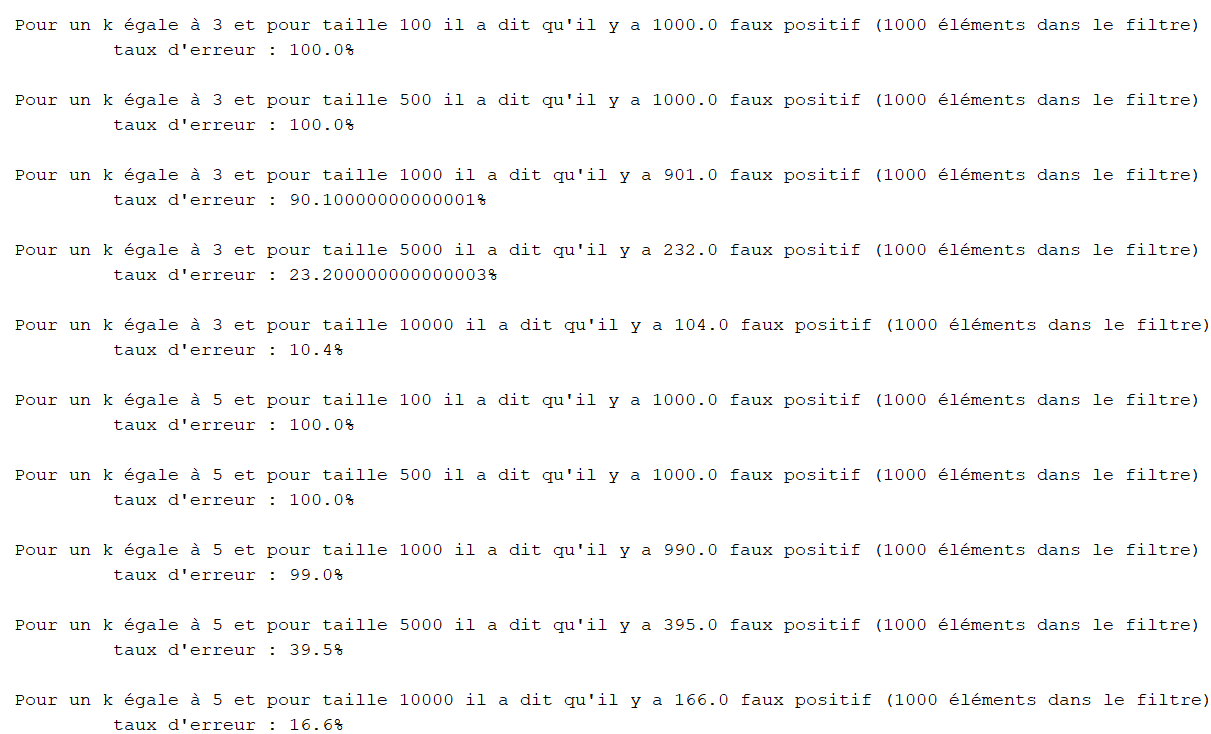 Pour un k égale à 3 et pour taille 100 il a dit qu'il y a 1000.0 faux positif (1000 éléments dans le filtre)
taux d'erreur : 100.0%
Pour un k égale à 3 et pour taille 500 il a dit qu'il y a 1000.0 faux positif (1000 éléments dans le filtre)
taux d'erreur : 100.0%
Pour un k égale à 3 et pour taille 1000 il a dit qu'il y a 901.0 faux positif (1000 éléments dans le filtre)
taux d'erreur : 90.10000000000001%
Pour un k égale à 3 et pour taille 5000 il a dit qu'il y a 232.0 faux positif (1000 éléments dans le filtre)
taux d'erreur : 23.200000000000003%
Pour un k égale à 3 et pour taille 10000 il a dit qu'il y a 104.0 faux positif (1000 éléments dans le filtre)
taux d'erreur : 10.4%
Pour un k égale à 5 et pour taille 100 il a dit qu'il y a 1000.0 faux positif (1000 éléments dans le filtre)
taux d'erreur : 100.0%
Pour un k égale à 5 et pour taille 500 il a dit qu'il y a 1000.0 faux positif (1000 éléments dans le filtre)
taux d'erreur : 100.0%
Pour un k égale à 5 et pour taille 1000 il a dit qu'il y a 990.0 faux positif (1000 éléments dans le filtre)
taux d'erreur : 99.0%
Pour un k égale à 5 et pour taille 5000 il a dit qu'il y a 395.0 faux positif (1000 éléments dans le filtre)
taux d'erreur : 39.5%
Pour un k égale à 5 et pour taille 10000 il a dit qu'il y a 166.0 faux positif (1000 éléments dans le filtre)
taux d'erreur : 16.6%